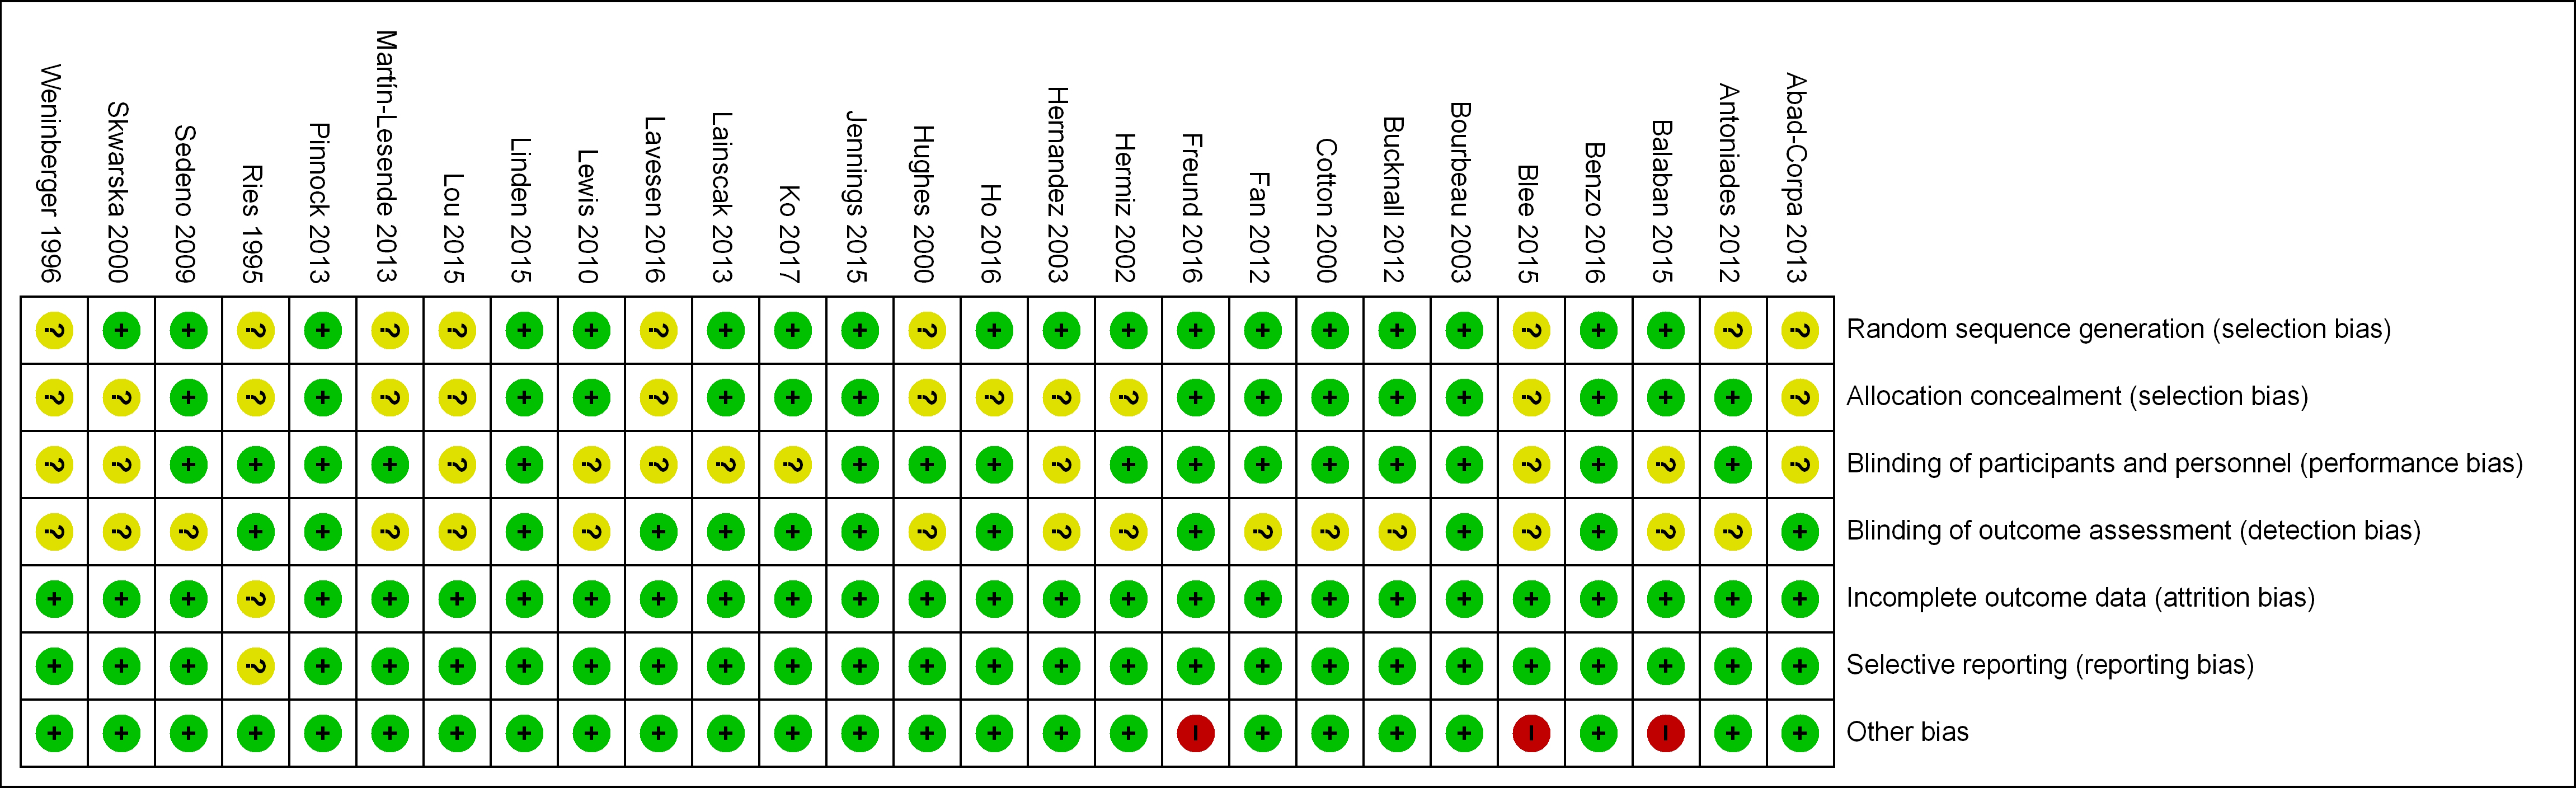 Weninberger 1996
Skwarska 2000
Sedeno 2009
Ries 1995
Pinnock 2013
Martín-Lesende 2013
Lou 2015
Linden 2015
Lewis 2010
Lavesen 2016
Lainscak 2013
Ko 2017
Jennings 2015
Hughes 2000
Ho 2016
Hernandez 2003
Hermiz 2002
Freund 2016
Fan 2012
Cotton 2000
Bucknall 2012
Bourbeau 2003
Blee 2015
Benzo 2016
Balaban 2015
Antoniades 2012
Abad-Corpa 2013
? + + ? + ? ? + + ? + + + ? + + + + + + + + ? + + ? ? Random sequence generation (selection bias)
? ? + ? + ? ? + + ? + + + ? ? ? ? + + + + + ? + + + ? Allocation concealment (selection bias)
? ? + + + + ? + ? ? ? ? + + + ? + + + + + + ? + ? + ? Blinding of participants and personnel (performance bias)
? ? ? + + ? ? + ? + + + + ? + ? ? + ? ? ? + ? + ? ? + Blinding of outcome assessment (detection bias)
+ + + ? + + + + + + + + + + + + + + + + + + + + + + + Incomplete outcome data (attrition bias)
+ + + ? + + + + + + + + + + + + + + + + + + + + + + + Selective reporting (reporting bias)
+ + + + + + + + + + + + + + + + + - + + + + - + - + + Other bias